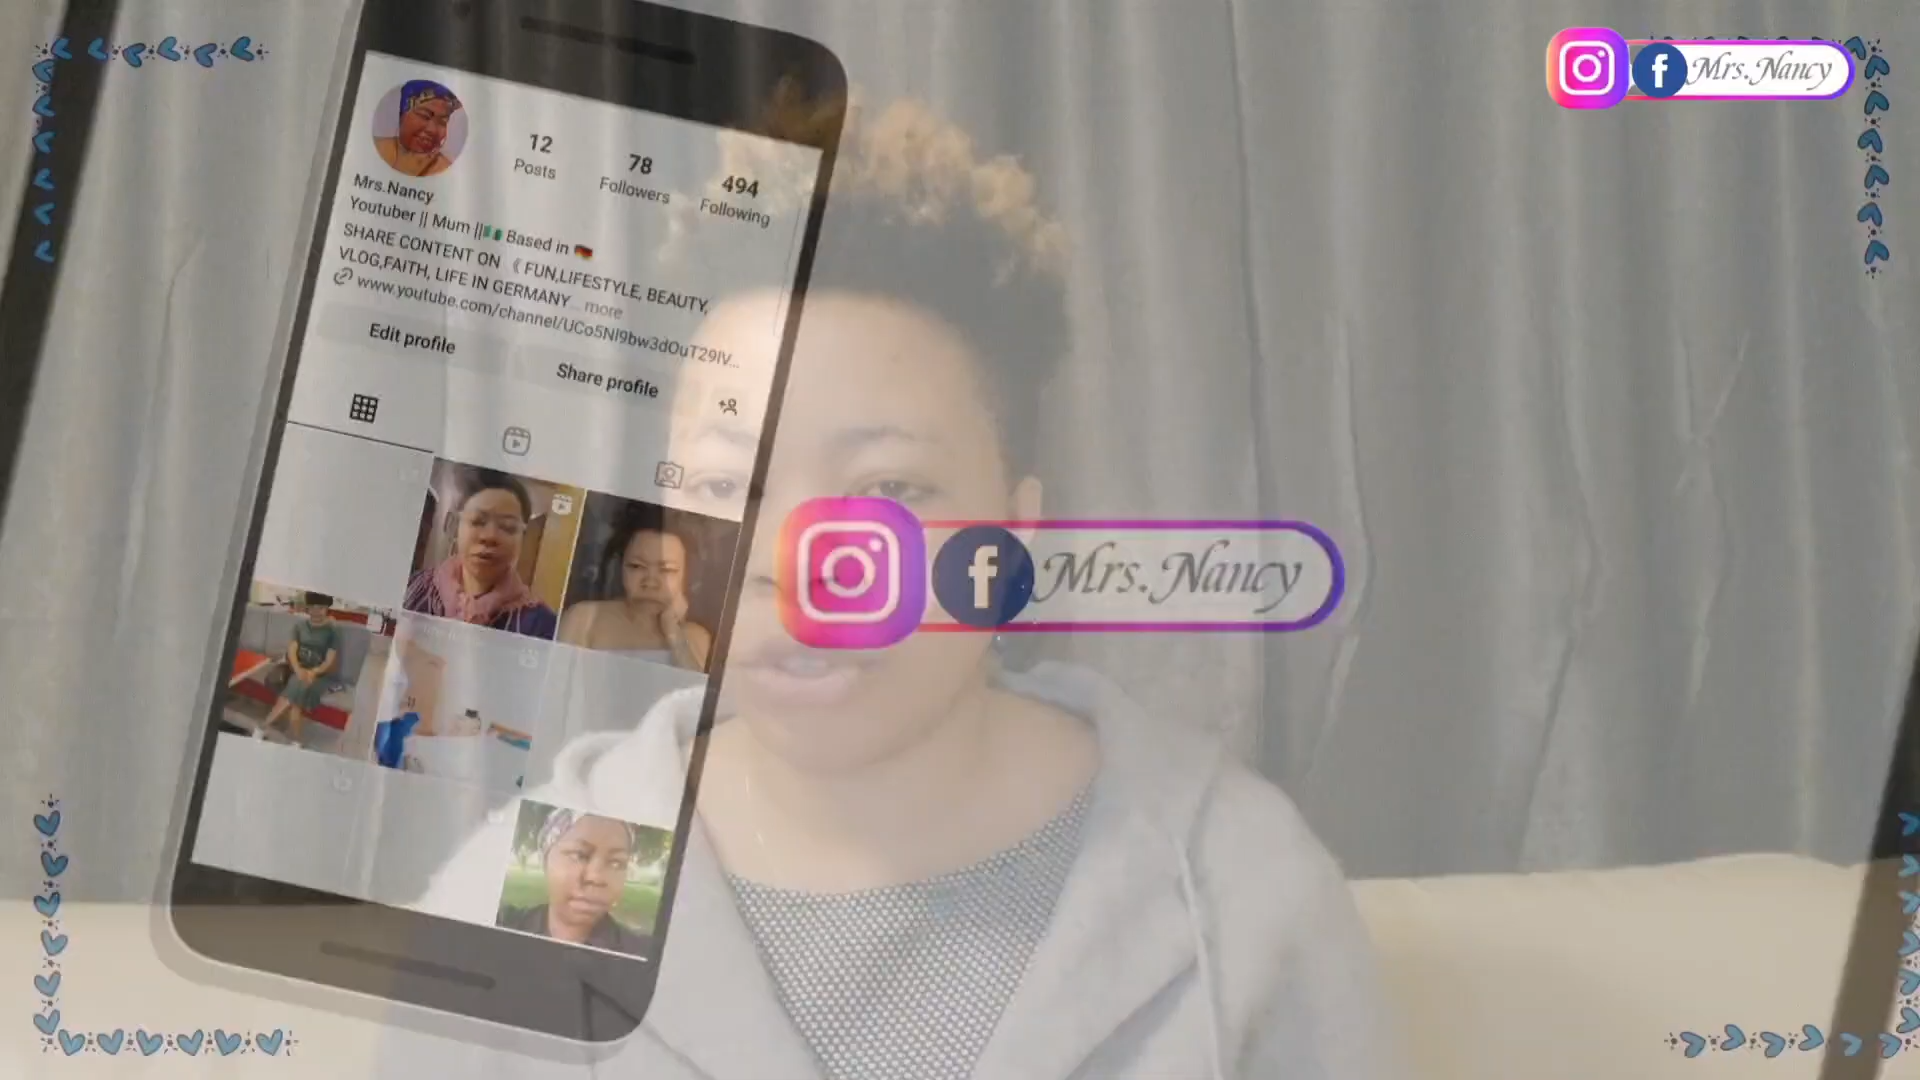 Mrs.Nancy
12
Posts
78
Followers
494
Following
Mrs.Nancy
Youtuber || Mum || 🇳🇬 Based in 🇩🇪
SHARE CONTENT ON 《 FUN,LIFESTYLE, BEAUTY,
VLOG,FAITH, LIFE IN GERMANY... more
www.youtube.com/channel/UCo5Nl9bw3dOuT29lV...
Edit profile
Share profile
f Mrs.Nancy